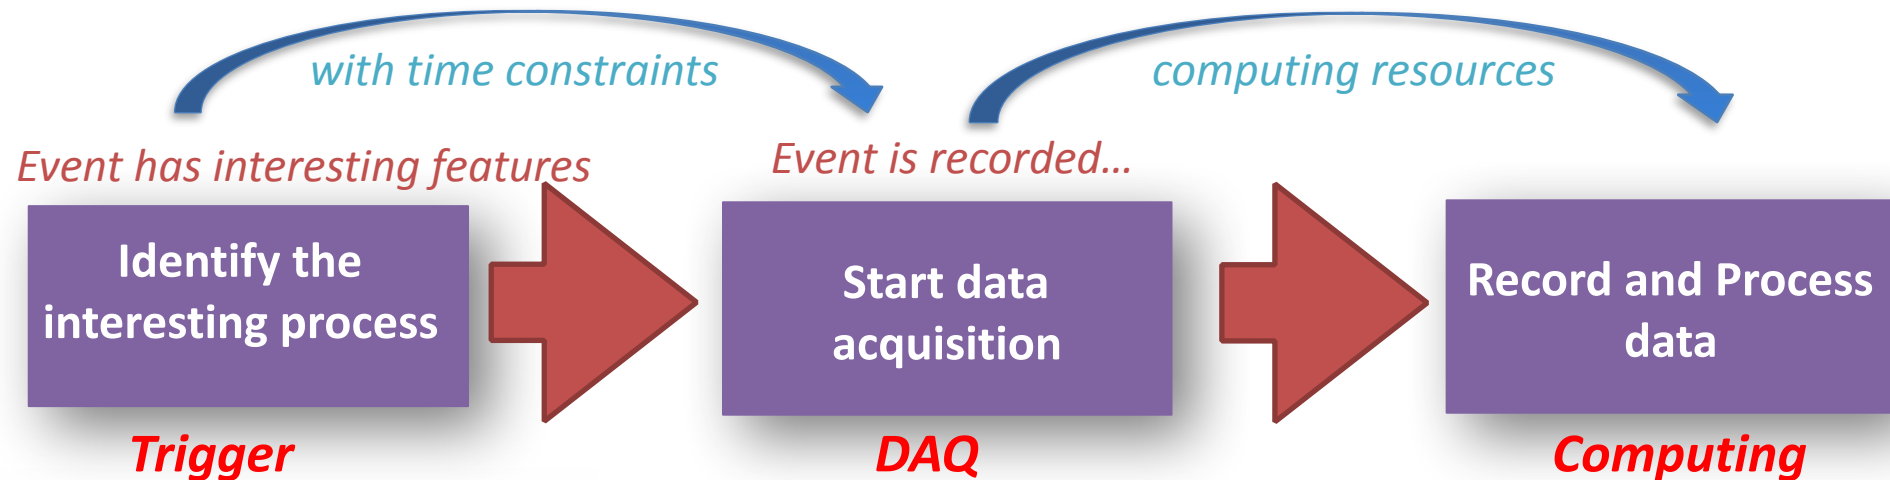 with time constraints
computing resources
Event has interesting features
Event is recorded...
Identify the
interesting process
Start data
acquisition
Record and Process
data
Trigger
DAQ
Computing